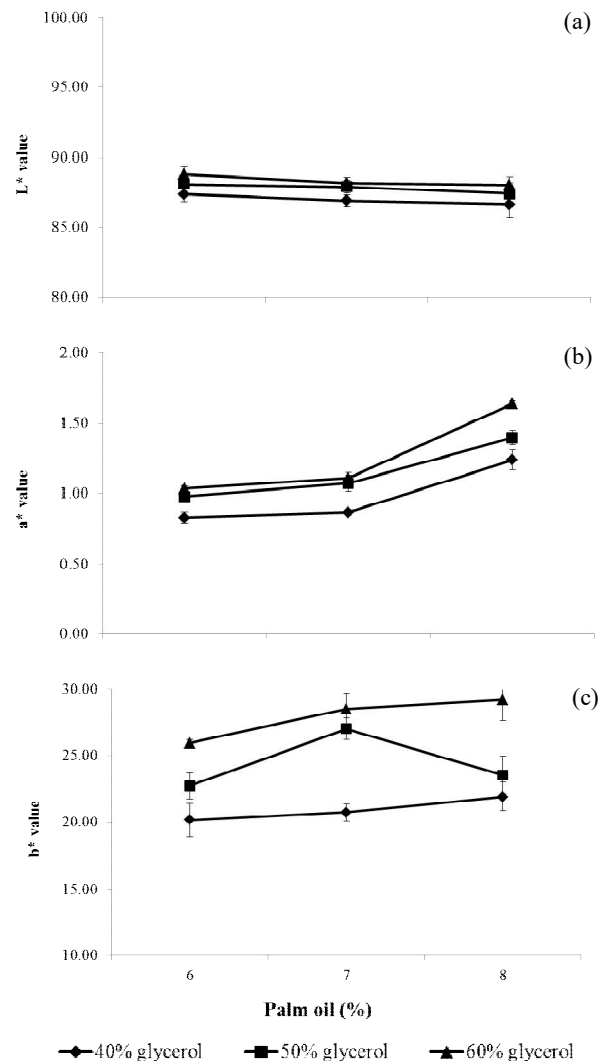 (a)
100.00
95.00
90.00
85.00
80.00
L* value
(b)
2.00
1.50
1.00
0.50
0.00
a* value
(c)
30.00
25.00
20.00
15.00
10.00
b* value
6 7 8
Palm oil (%)
40% glycerol 50% glycerol 60% glycerol